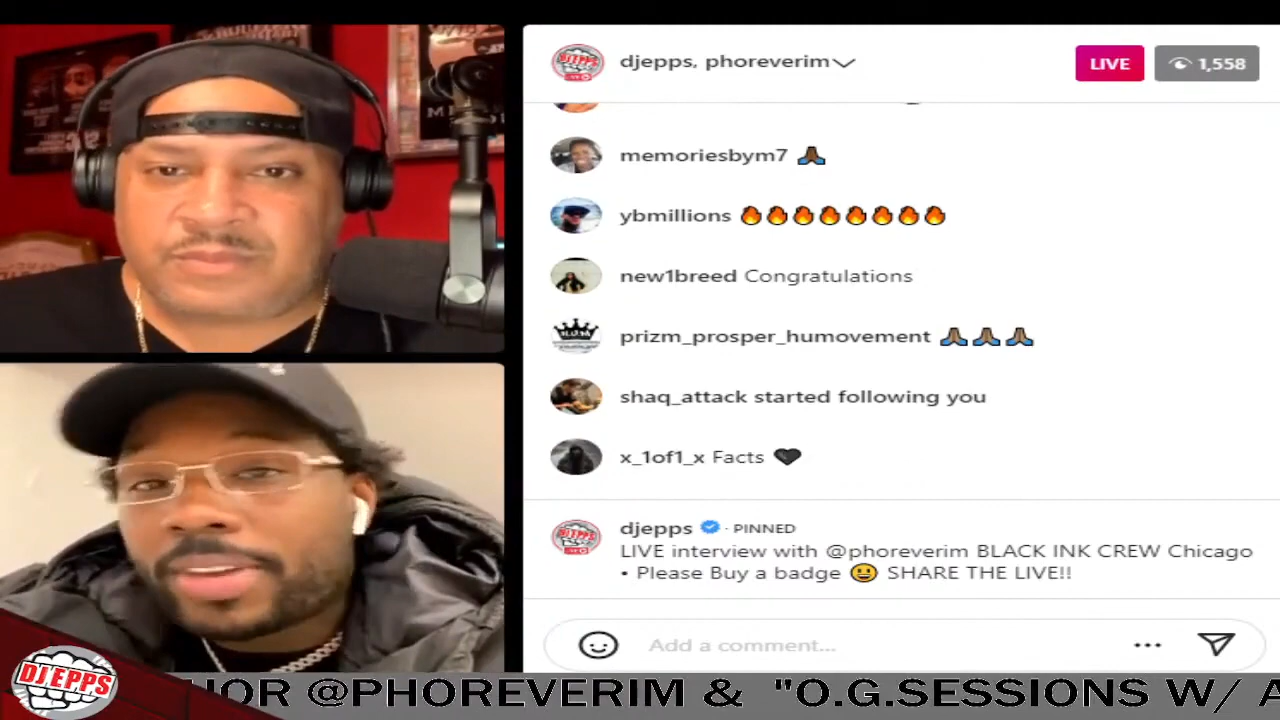 djepps, phoreverim
LIVE
1,558
memoriesbym7 🙏🏾
ybmillions 🔥🔥🔥🔥🔥🔥🔥🔥
new1breed Congratulations
prizm_prosper_humovement 🙏🏾🙏🏾🙏🏾
shaq_attack started following you
x_1of1_x Facts 🖤
djepps · PINNED
LIVE interview with @phoreverim BLACK INK CREW Chicago
• Please Buy a badge 😀 SHARE THE LIVE!!
Add a comment...
DJ EPPS
HOR @PHOREVERIM & "O.G.SESSIONS W/ A